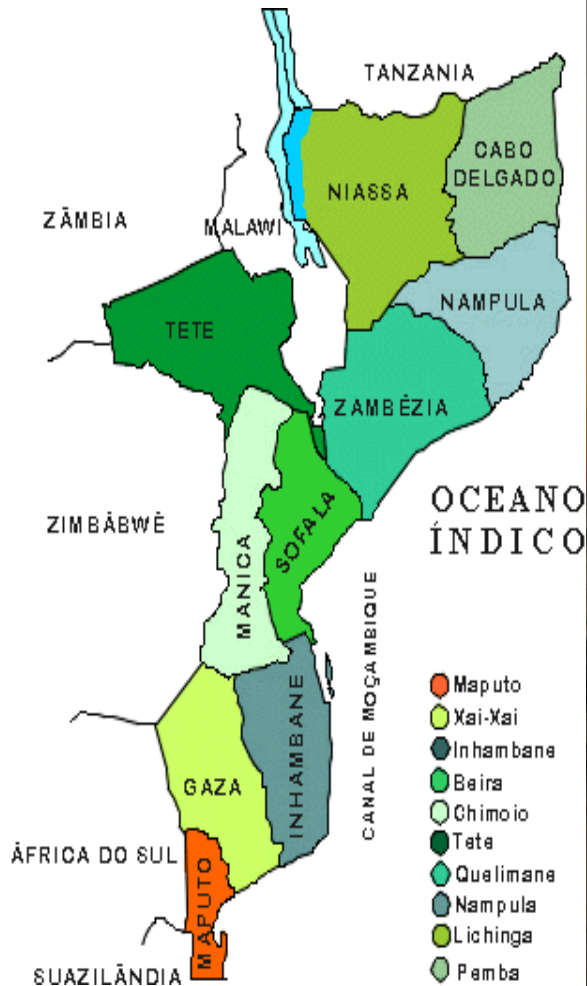 TANZANIA
CABO
DELGADO
NIASSA
ZÂMBIA
MALAWI
NAMPULA
TETE
ZAMBÉZIA
OCEANO
ÍNDICO
ZIMBÁBWÉ
SOFALA
MANICA
CANAL DE MOÇAMBIQUE
INHAMBANE
GAZA
ÁFRICA DO SUL
MAPUTO
SUAZILÂNDIA
Maputo
Xai-Xai
Inhambane
Beira
Chimoio
Tete
Quelimane
Nampula
Lichinga
Pemba